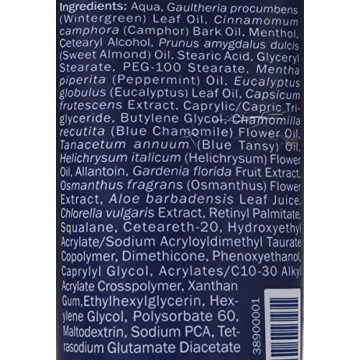 Ingredients: Aqua, Gaultheria procumbens
(Wintergreen) Leaf Oil, Cinnamomum
camphora (Camphor) Bark Oil, Menthol,
Cetearyl Alcohol, Prunus amygdalus dulcis
(Sweet Almond) Oil, Stearic Acid, Glyceryl
Stearate, PEG-100 Stearate, Mentha
piperita (Peppermint) Oil, Eucalyptus
globulus (Eucalyptus) Leaf Oil, Capsicum
frutescens Extract, Caprylic/Capric Tri-
glyceride, Butylene Glycol, Chamomilla
recutita (Blue Chamomile) Flower Oil,
Tanacetum annuum (Blue Tansy) Oil,
Helichrysum italicum (Helichrysum) Flower
Oil, Allantoin, Gardenia florida Fruit Extract,
Osmanthus fragrans (Osmanthus) Flower
Extract, Aloe barbadensis Leaf Juice,
Chlorella vulgaris Extract, Retinyl Palmitate,
Squalane, Ceteareth-20, Hydroxyethyl
Acrylate/Sodium Acryloyldimethyl Taurate
Copolymer, Dimethicone, Phenoxyethanol,
Caprylyl Glycol, Acrylates/C10-30 Alkyl
Acrylate Crosspolymer, Xanthan
Gum,Ethylhexylglycerin, Hex-
ylene Glycol, Polysorbate 60,
Maltodextrin, Sodium PCA, Tet-
rasodium Glutamate Diacetate
38900001